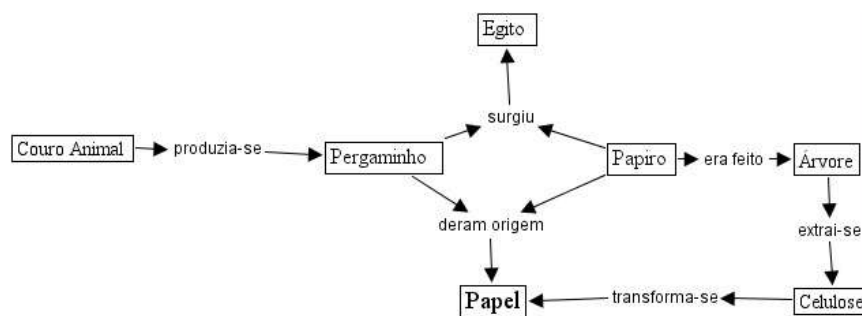 Egito
surgiu
Couro Animal
produzia-se
Pergaminho
Papiro
era feito
Árvore
deram origem
extrai-se
Papel
transforma-se
Celulose